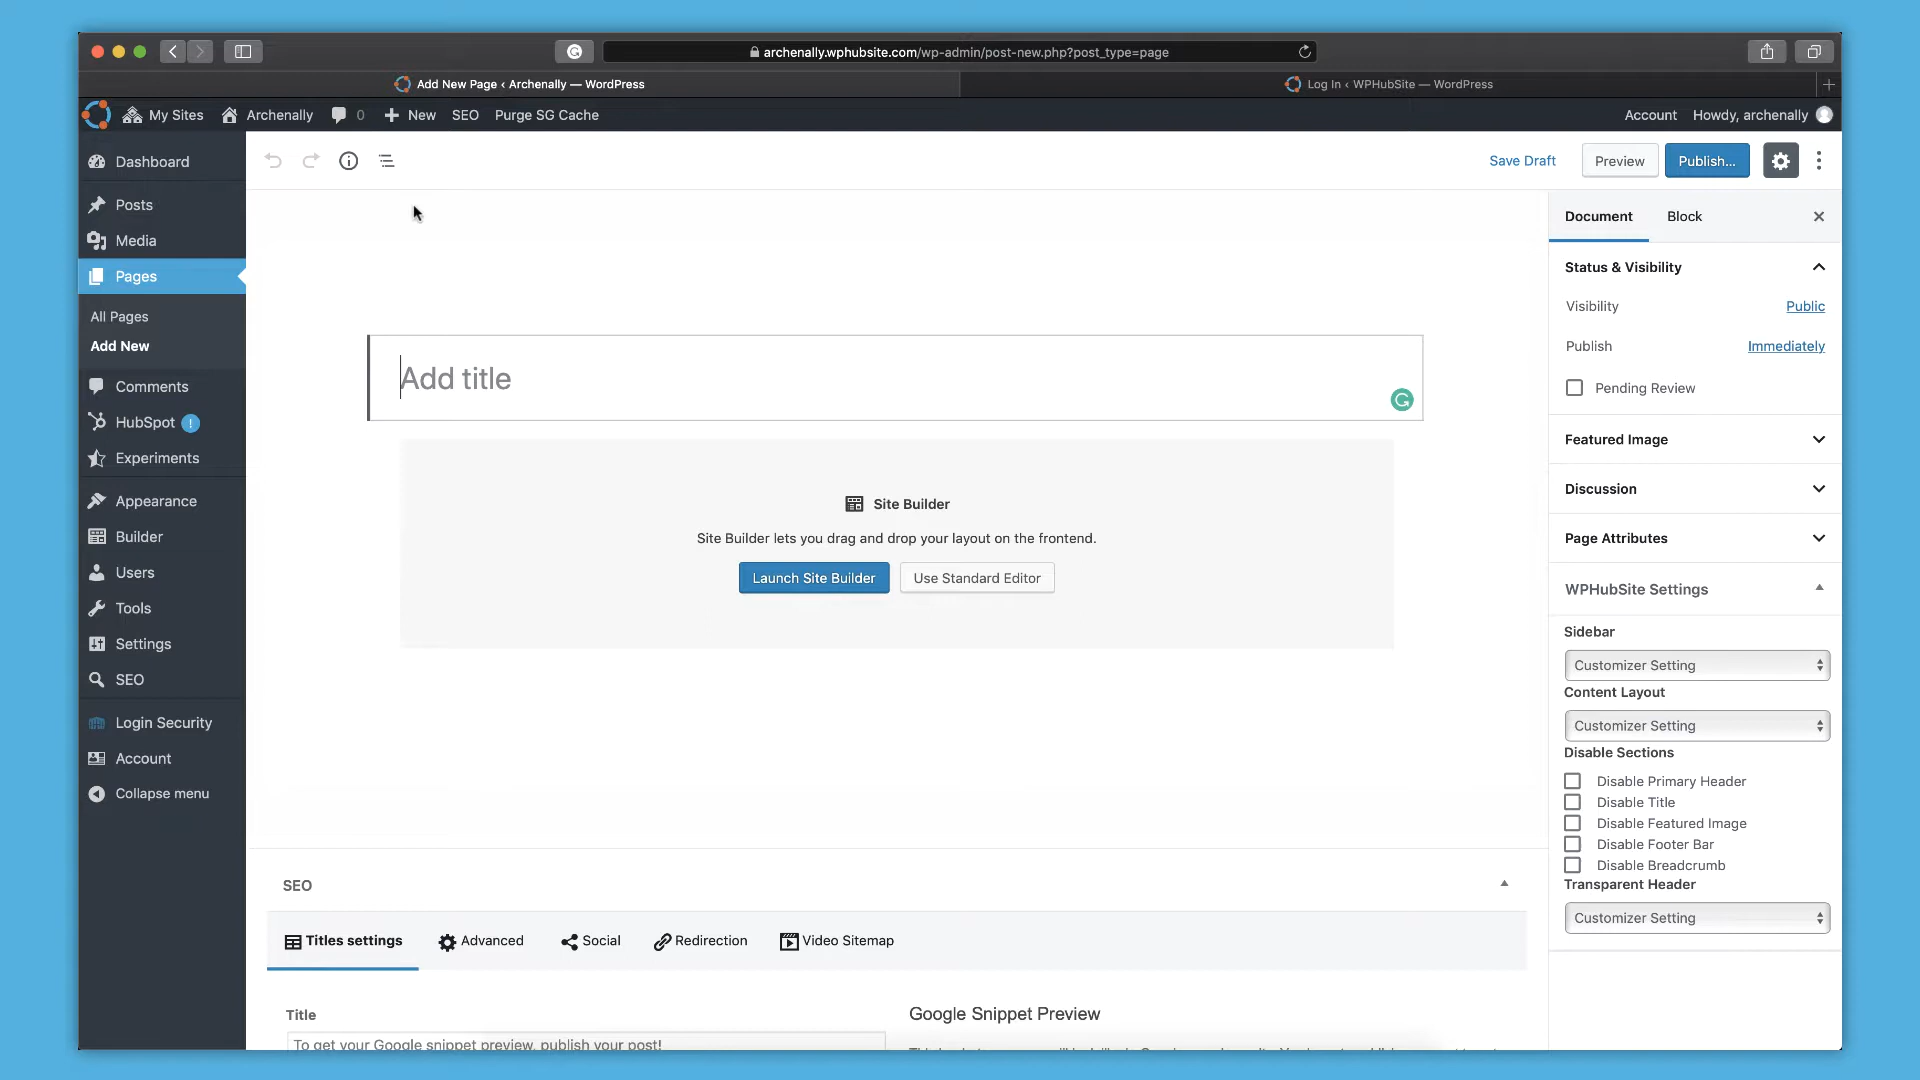 archenally.wphubsite.com/wp-admin/post-new.php?post_type=page
Add New Page ‹ Archenally — WordPress
Log In ‹ WPHubSite — WordPress
My Sites
Archenally
0
New
SEO
Purge SG Cache
Account
Howdy, archenally
Dashboard
Posts
Media
Pages
All Pages
Add New
Comments
HubSpot !
Experiments
Appearance
Builder
Users
Tools
Settings
SEO
Login Security
Account
Collapse menu
Save Draft
Preview
Publish...
Add title
Site Builder
Site Builder lets you drag and drop your layout on the frontend.
Launch Site Builder
Use Standard Editor
Document
Block
Status & Visibility
Visibility
Public
Publish
Immediately
Pending Review
Featured Image
Discussion
Page Attributes
WPHubSite Settings
Sidebar
Customizer Setting
Content Layout
Customizer Setting
Disable Sections
Disable Primary Header
Disable Title
Disable Featured Image
Disable Footer Bar
Disable Breadcrumb
Transparent Header
Customizer Setting
SEO
Titles settings
Advanced
Social
Redirection
Video Sitemap
Title
To get your Google snippet preview, publish your post!
Google Snippet Preview